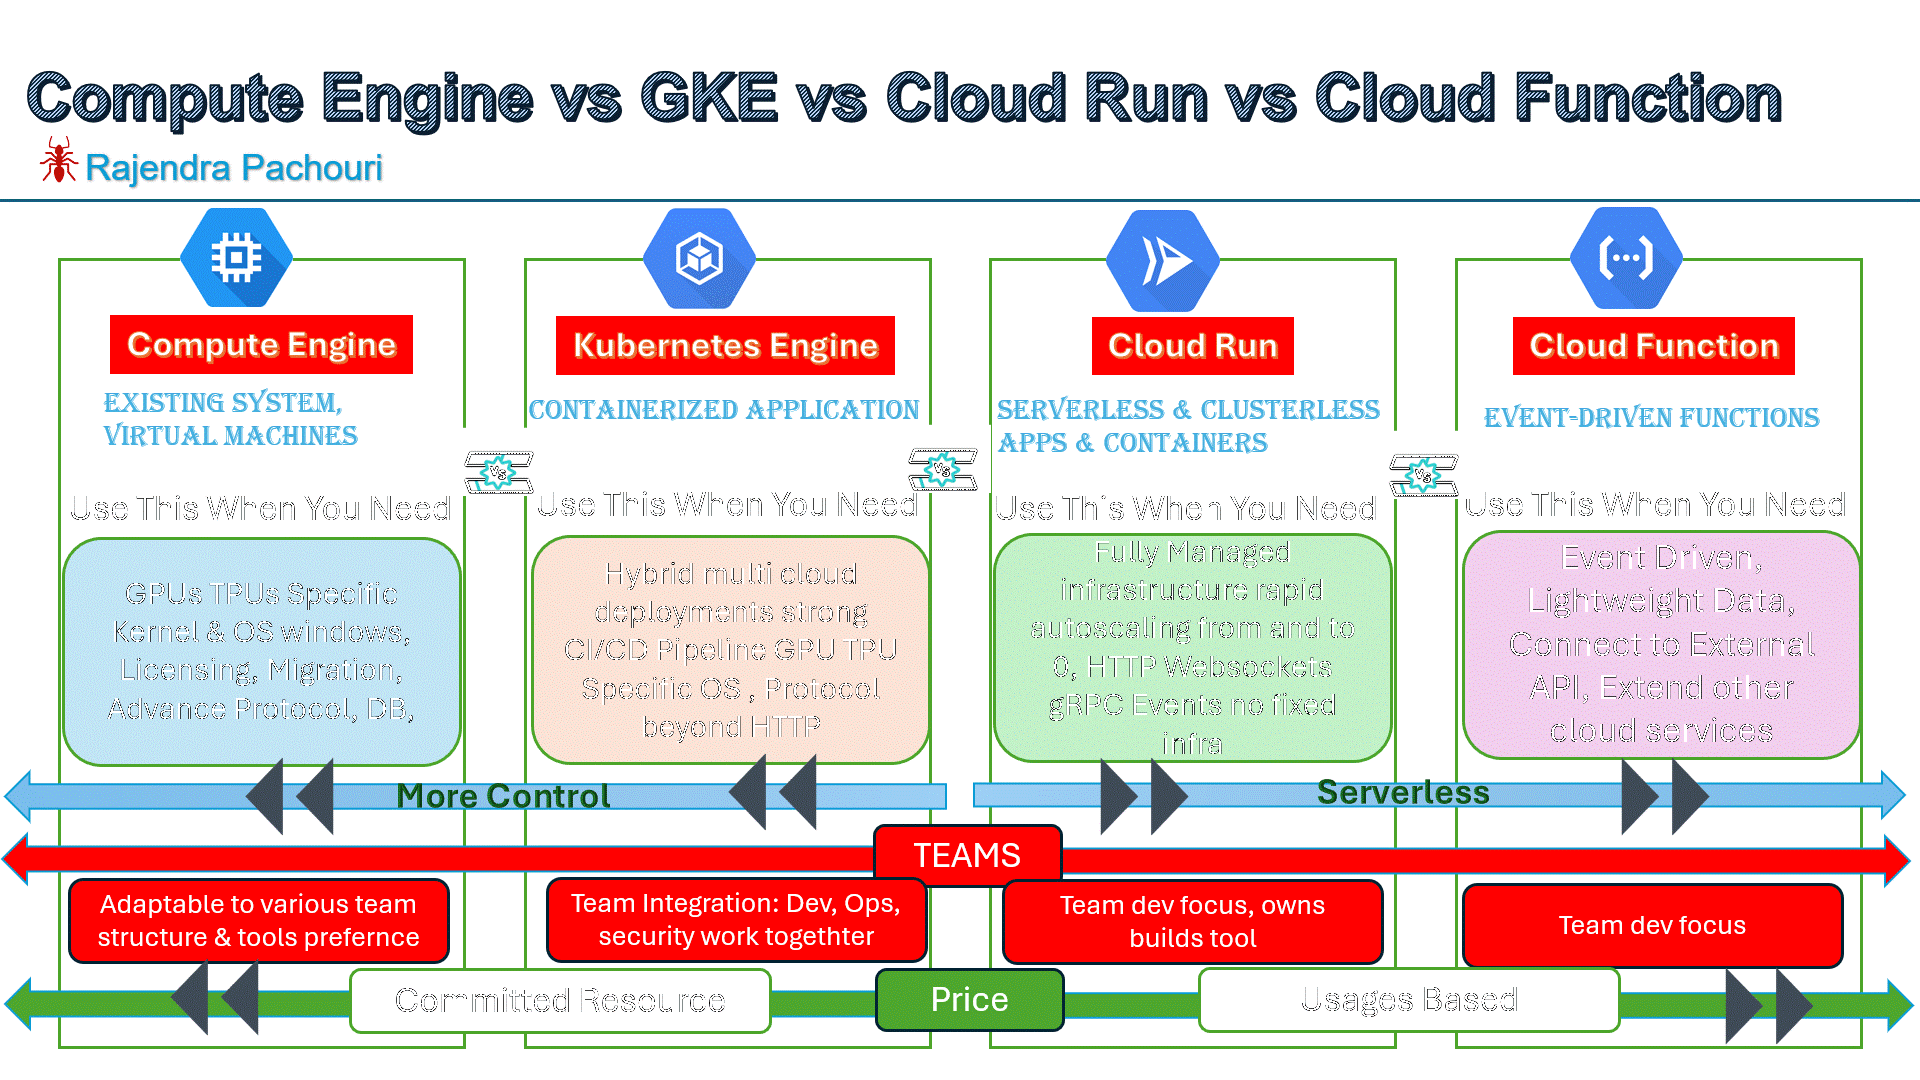 Compute Engine vs GKE vs Cloud Run vs Cloud Function
Rajendra Pachouri
Compute Engine
EXISTING SYSTEM,
VIRTUAL MACHINES
Use This When You Need
GPUs TPUs Specific
Kernel & OS windows,
Licensing, Migration,
Advance Protocol, DB,
VS
Kubernetes Engine
CONTAINERIZED APPLICATION
Use This When You Need
Hybrid multi cloud
deployments strong
CI/CD Pipeline GPU TPU
Specific OS , Protocol
beyond HTTP
VS
Cloud Run
SERVERLESS & CLUSTERLESS
APPS & CONTAINERS
Use This When You Need
Fully Managed
infrastructure rapid
autoscaling from and to
0, HTTP Websockets
gRPC Events no fixed
infra
VS
Cloud Function
EVENT-DRIVEN FUNCTIONS
Use This When You Need
Event Driven,
Lightweight Data,
Connect to External
API, Extend other
cloud services
More Control
Serverless
TEAMS
Adaptable to various team
structure & tools prefernce
Team Integration: Dev, Ops,
security work togethter
Team dev focus, owns
builds tool
Team dev focus
Committed Resource
Price
Usages Based